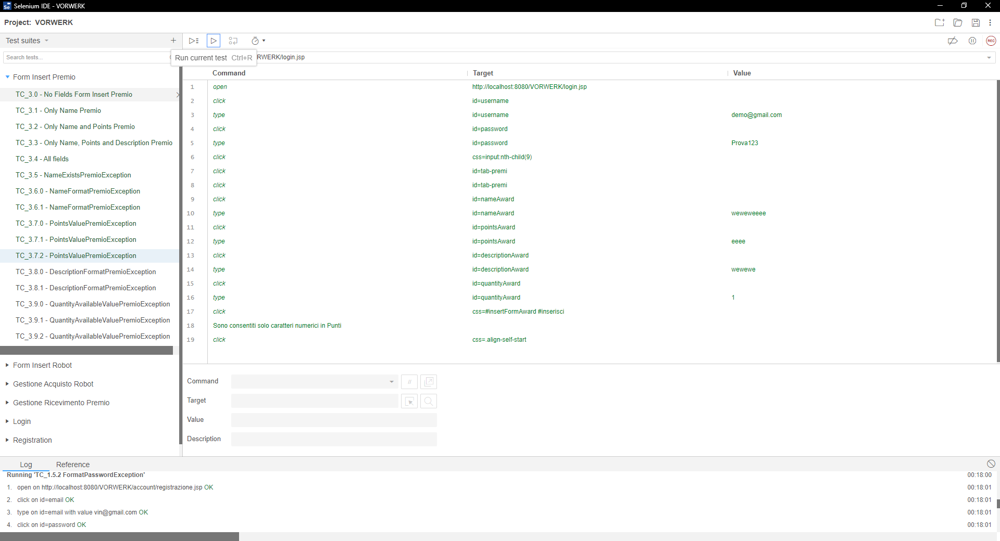 Se Selenium IDE - VORWERK
Project: VORWERK
Test suites
Search tests...
Run current test Ctrl+R
RWERK/login.jsp
Form Insert Premio
TC_3.0 - No Fields Form Insert Premio
TC_3.1 - Only Name Premio
TC_3.2 - Only Name and Points Premio
TC_3.3 - Only Name, Points and Description Premio
TC_3.4 - All fields
TC_3.5 - NameExistsPremioException
TC_3.6.0 - NameFormatPremioException
TC_3.6.1 - NameFormatPremioException
TC_3.7.0 - PointsValuePremioException
TC_3.7.1 - PointsValuePremioException
TC_3.7.2 - PointsValuePremioException
TC_3.8.0 - DescriptionFormatPremioException
TC_3.8.1 - DescriptionFormatPremioException
TC_3.9.0 - QuantityAvailableValuePremioException
TC_3.9.1 - QuantityAvailableValuePremioException
TC_3.9.2 - QuantityAvailableValuePremioException
Form Insert Robot
Gestione Acquisto Robot
Gestione Ricevimento Premio
Login
Registration
REC
Command Target Value
1 open http://localhost:8080/VORWERK/login.jsp
2 click id=username
3 type id=username demo@gmail.com
4 click id=password
5 type id=password Prova123
6 click css=input:nth-child(9)
7 click id=tab-premi
8 click id=tab-premi
9 click id=nameAward
10 type id=nameAward weweweeee
11 click id=pointsAward
12 type id=pointsAward eeee
13 click id=descriptionAward
14 type id=descriptionAward wewewe
15 click id=quantityAward
16 type id=quantityAward 1
17 click css=#insertFormAward #inserisci
18 Sono consentiti solo caratteri numerici in Punti
19 click css=.align-self-start
Command //
Target
Value
Description
Log Reference
Running 'TC_1.5.2 FormatPasswordException' 00:18:00
1. open on http://localhost:8080/VORWERK/account/registrazione.jsp OK 00:18:01
2. click on id=email OK 00:18:01
3. type on id=email with value vin@gmail.com OK 00:18:01
4. click on id=password OK 00:18:01